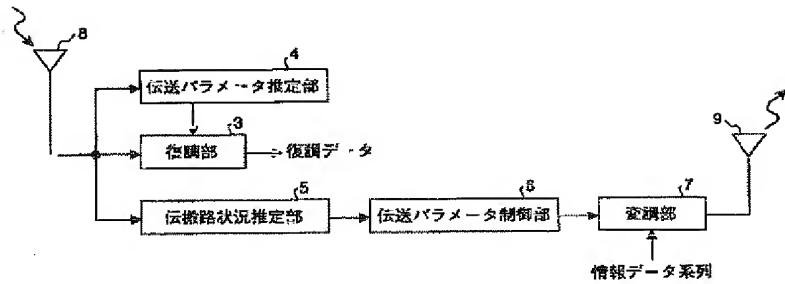 8
4
伝送パラメータ推定部
3
復調部
復調データ
5
伝搬路状況推定部
6
伝送パラメータ制御部
7
変調部
9
情報データ系列